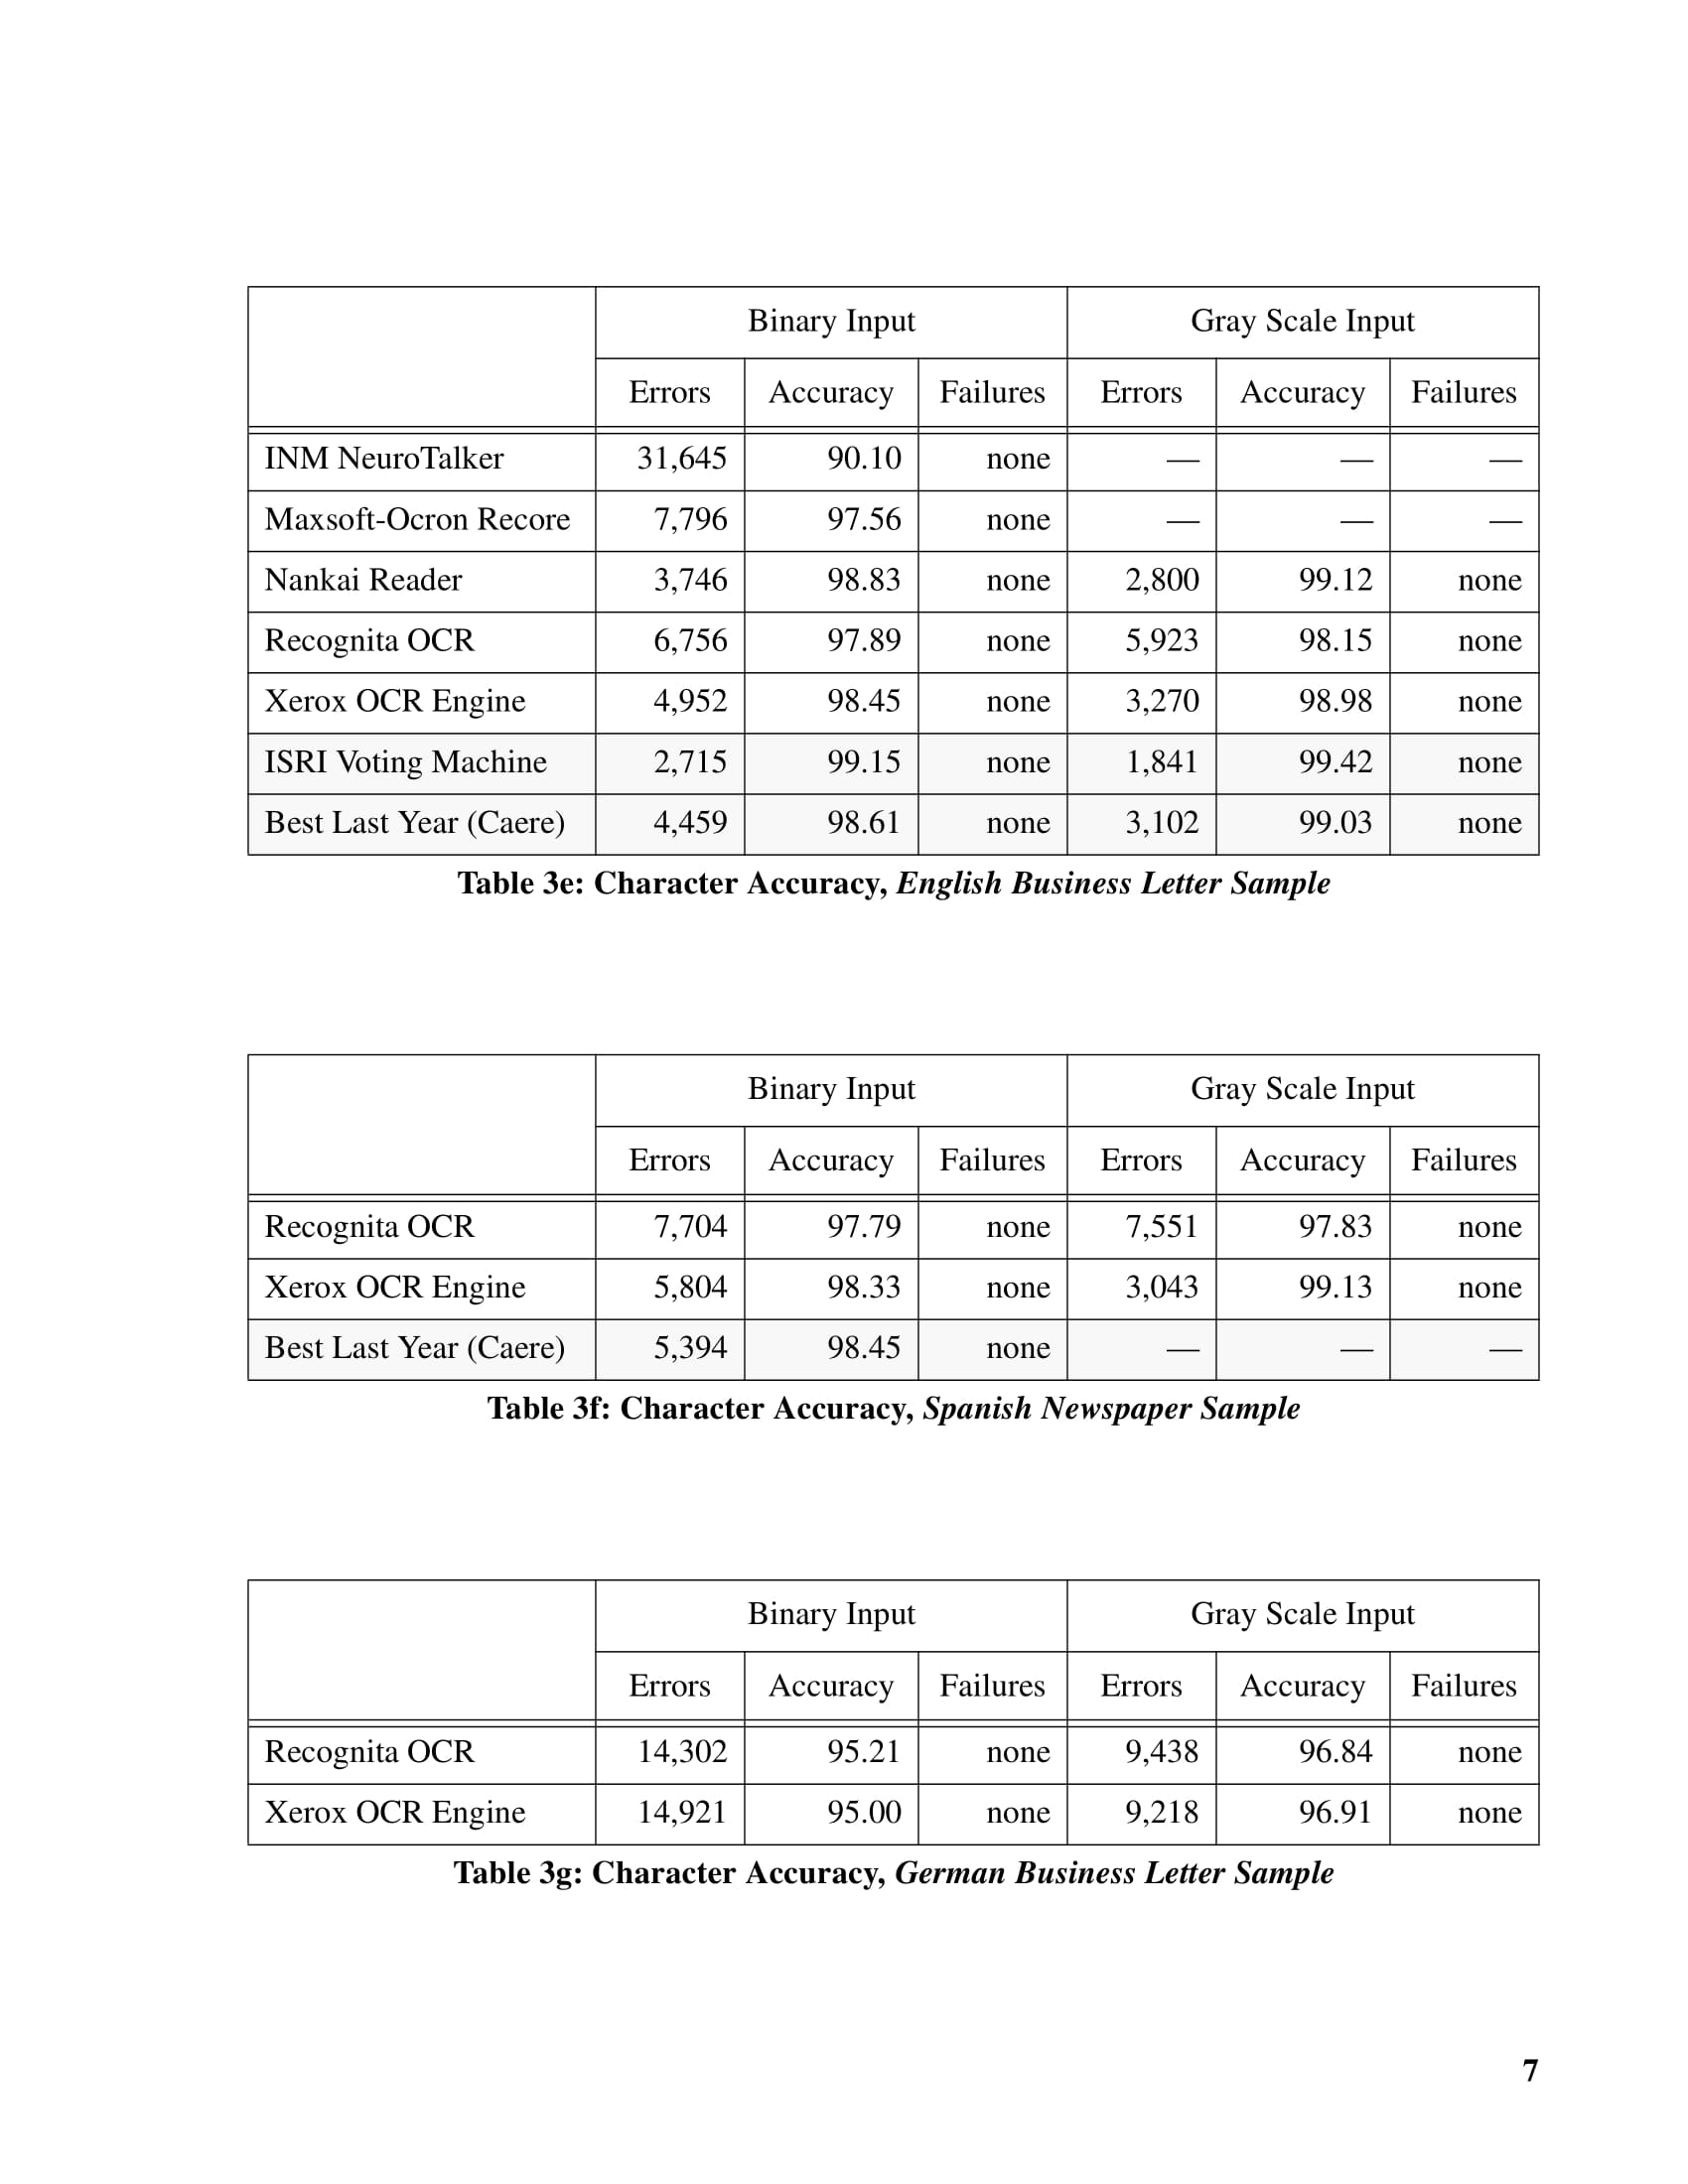 Binary Input Gray Scale Input
Errors Accuracy Failures Errors Accuracy Failures
INM NeuroTalker 31,645 90.10 none — — —
Maxsoft-Ocron Recore 7,796 97.56 none — — —
Nankai Reader 3,746 98.83 none 2,800 99.12 none
Recognita OCR 6,756 97.89 none 5,923 98.15 none
Xerox OCR Engine 4,952 98.45 none 3,270 98.98 none
ISRI Voting Machine 2,715 99.15 none 1,841 99.42 none
Best Last Year (Caere) 4,459 98.61 none 3,102 99.03 none
Table 3e: Character Accuracy, English Business Letter Sample
Binary Input Gray Scale Input
Errors Accuracy Failures Errors Accuracy Failures
Recognita OCR 7,704 97.79 none 7,551 97.83 none
Xerox OCR Engine 5,804 98.33 none 3,043 99.13 none
Best Last Year (Caere) 5,394 98.45 none — — —
Table 3f: Character Accuracy, Spanish Newspaper Sample
Binary Input Gray Scale Input
Errors Accuracy Failures Errors Accuracy Failures
Recognita OCR 14,302 95.21 none 9,438 96.84 none
Xerox OCR Engine 14,921 95.00 none 9,218 96.91 none
Table 3g: Character Accuracy, German Business Letter Sample
7